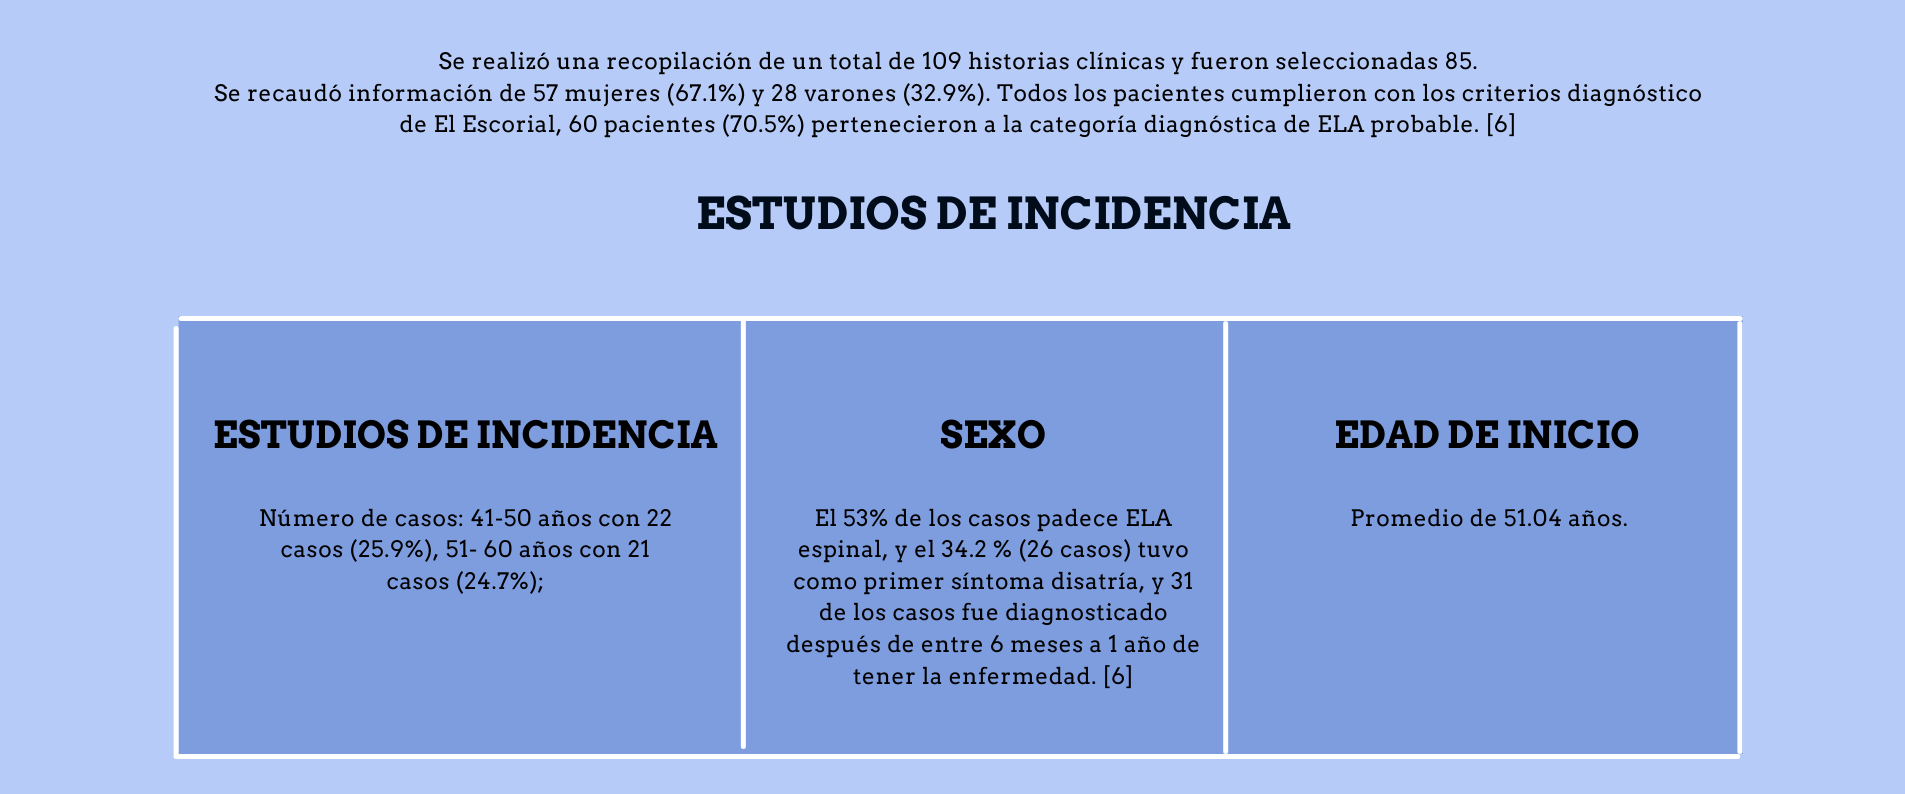 Se realizó una recopilación de un total de 109 historias clínicas y fueron seleccionadas 85.
Se recaudó información de 57 mujeres (67.1%) y 28 varones (32.9%). Todos los pacientes cumplieron con los criterios diagnóstico
de El Escorial, 60 pacientes (70.5%) pertenecieron a la categoría diagnóstica de ELA probable. [6]
ESTUDIOS DE INCIDENCIA
ESTUDIOS DE INCIDENCIA
Número de casos: 41-50 años con 22
casos (25.9%), 51- 60 años con 21
casos (24.7%);
SEXO
El 53% de los casos padece ELA
espinal, y el 34.2 % (26 casos) tuvo
como primer síntoma disatría, y 31
de los casos fue diagnosticado
después de entre 6 meses a 1 año de
tener la enfermedad. [6]
EDAD DE INICIO
Promedio de 51.04 años.